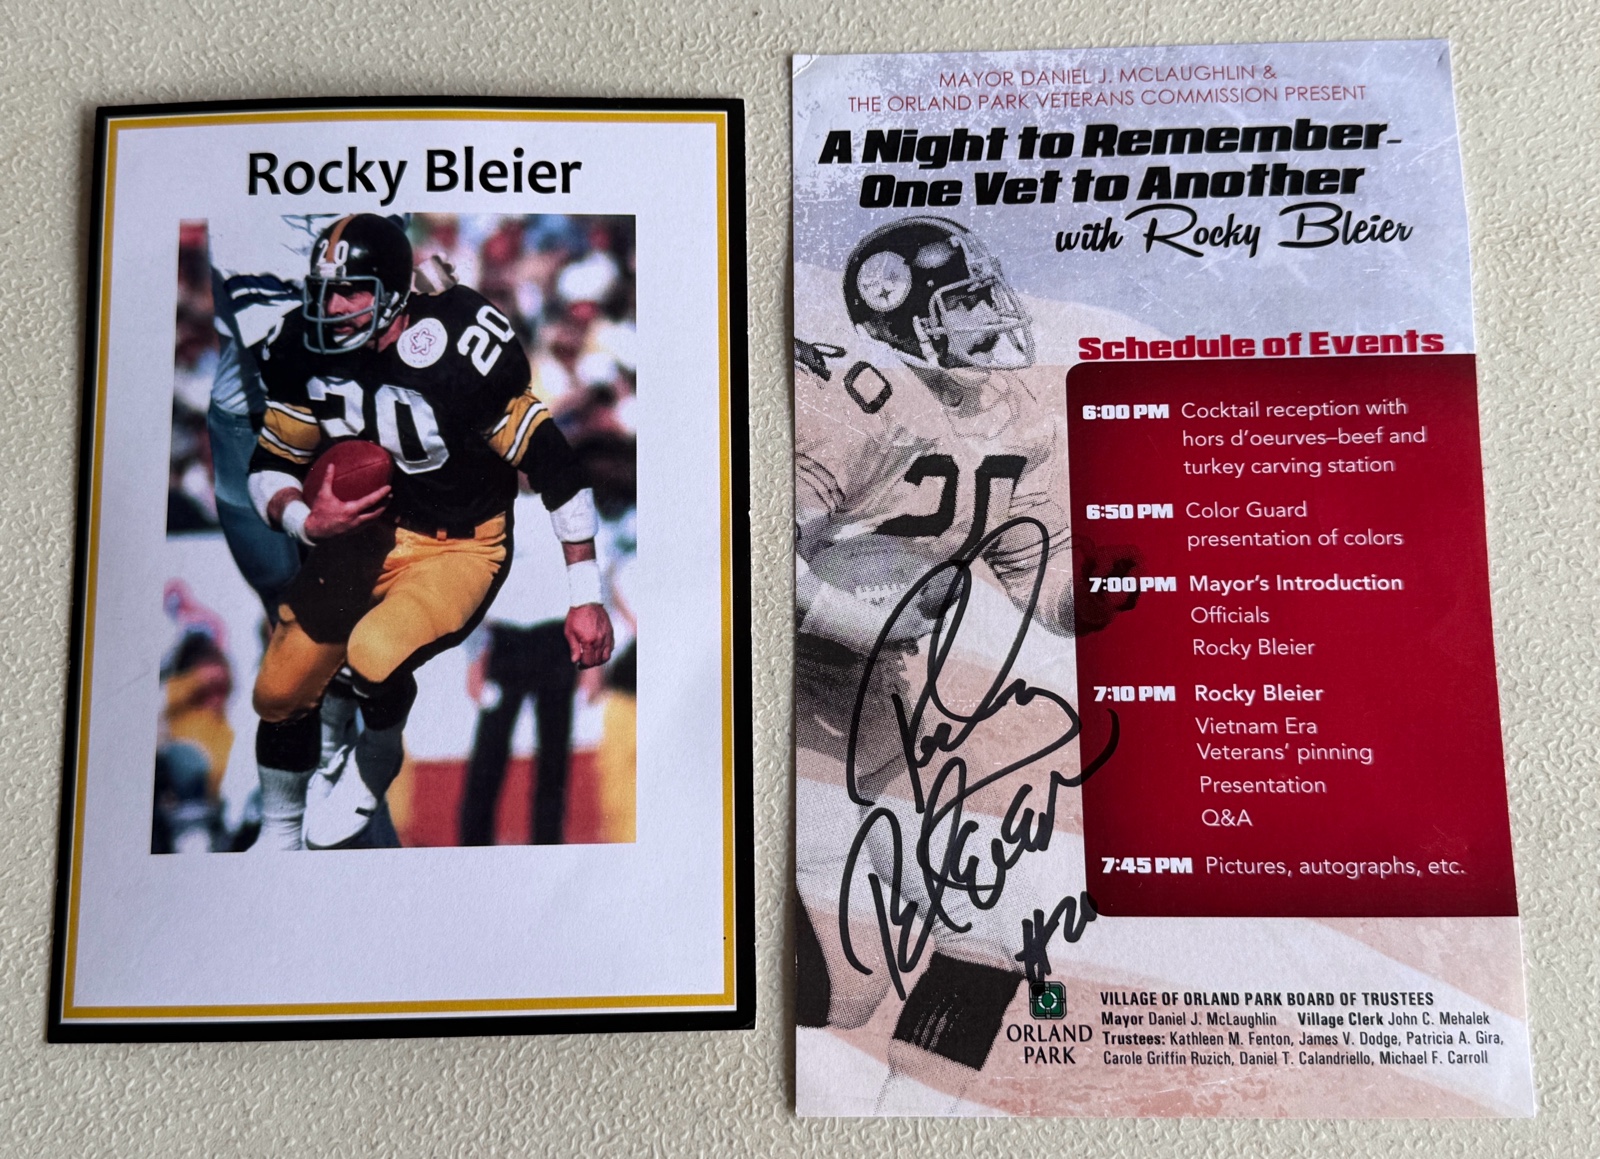 Rocky Bleier
20
20
20
MAYOR DANIEL J. MCLAUGHLIN &
THE ORLAND PARK VETERANS COMMISSION PRESENT
A Night to Remember-
One Vet to Another
with Rocky Bleier
Schedule of Events
6:00 PM Cocktail reception with
hors d'oeurves–beef and
turkey carving station
6:50 PM Color Guard
presentation of colors
7:00 PM Mayor's Introduction
Officials
Rocky Bleier
7:10 PM Rocky Bleier
Vietnam Era
Veterans' pinning
Presentation
Q&A
7:45 PM Pictures, autographs, etc.
Rocky
Bleier
#20
ORLAND
PARK
VILLAGE OF ORLAND PARK BOARD OF TRUSTEES
Mayor Daniel J. McLaughlin Village Clerk John C. Mehalek
Trustees: Kathleen M. Fenton, James V. Dodge, Patricia A. Gira,
Carole Griffin Ruzich, Daniel T. Calandriello, Michael F. Carroll